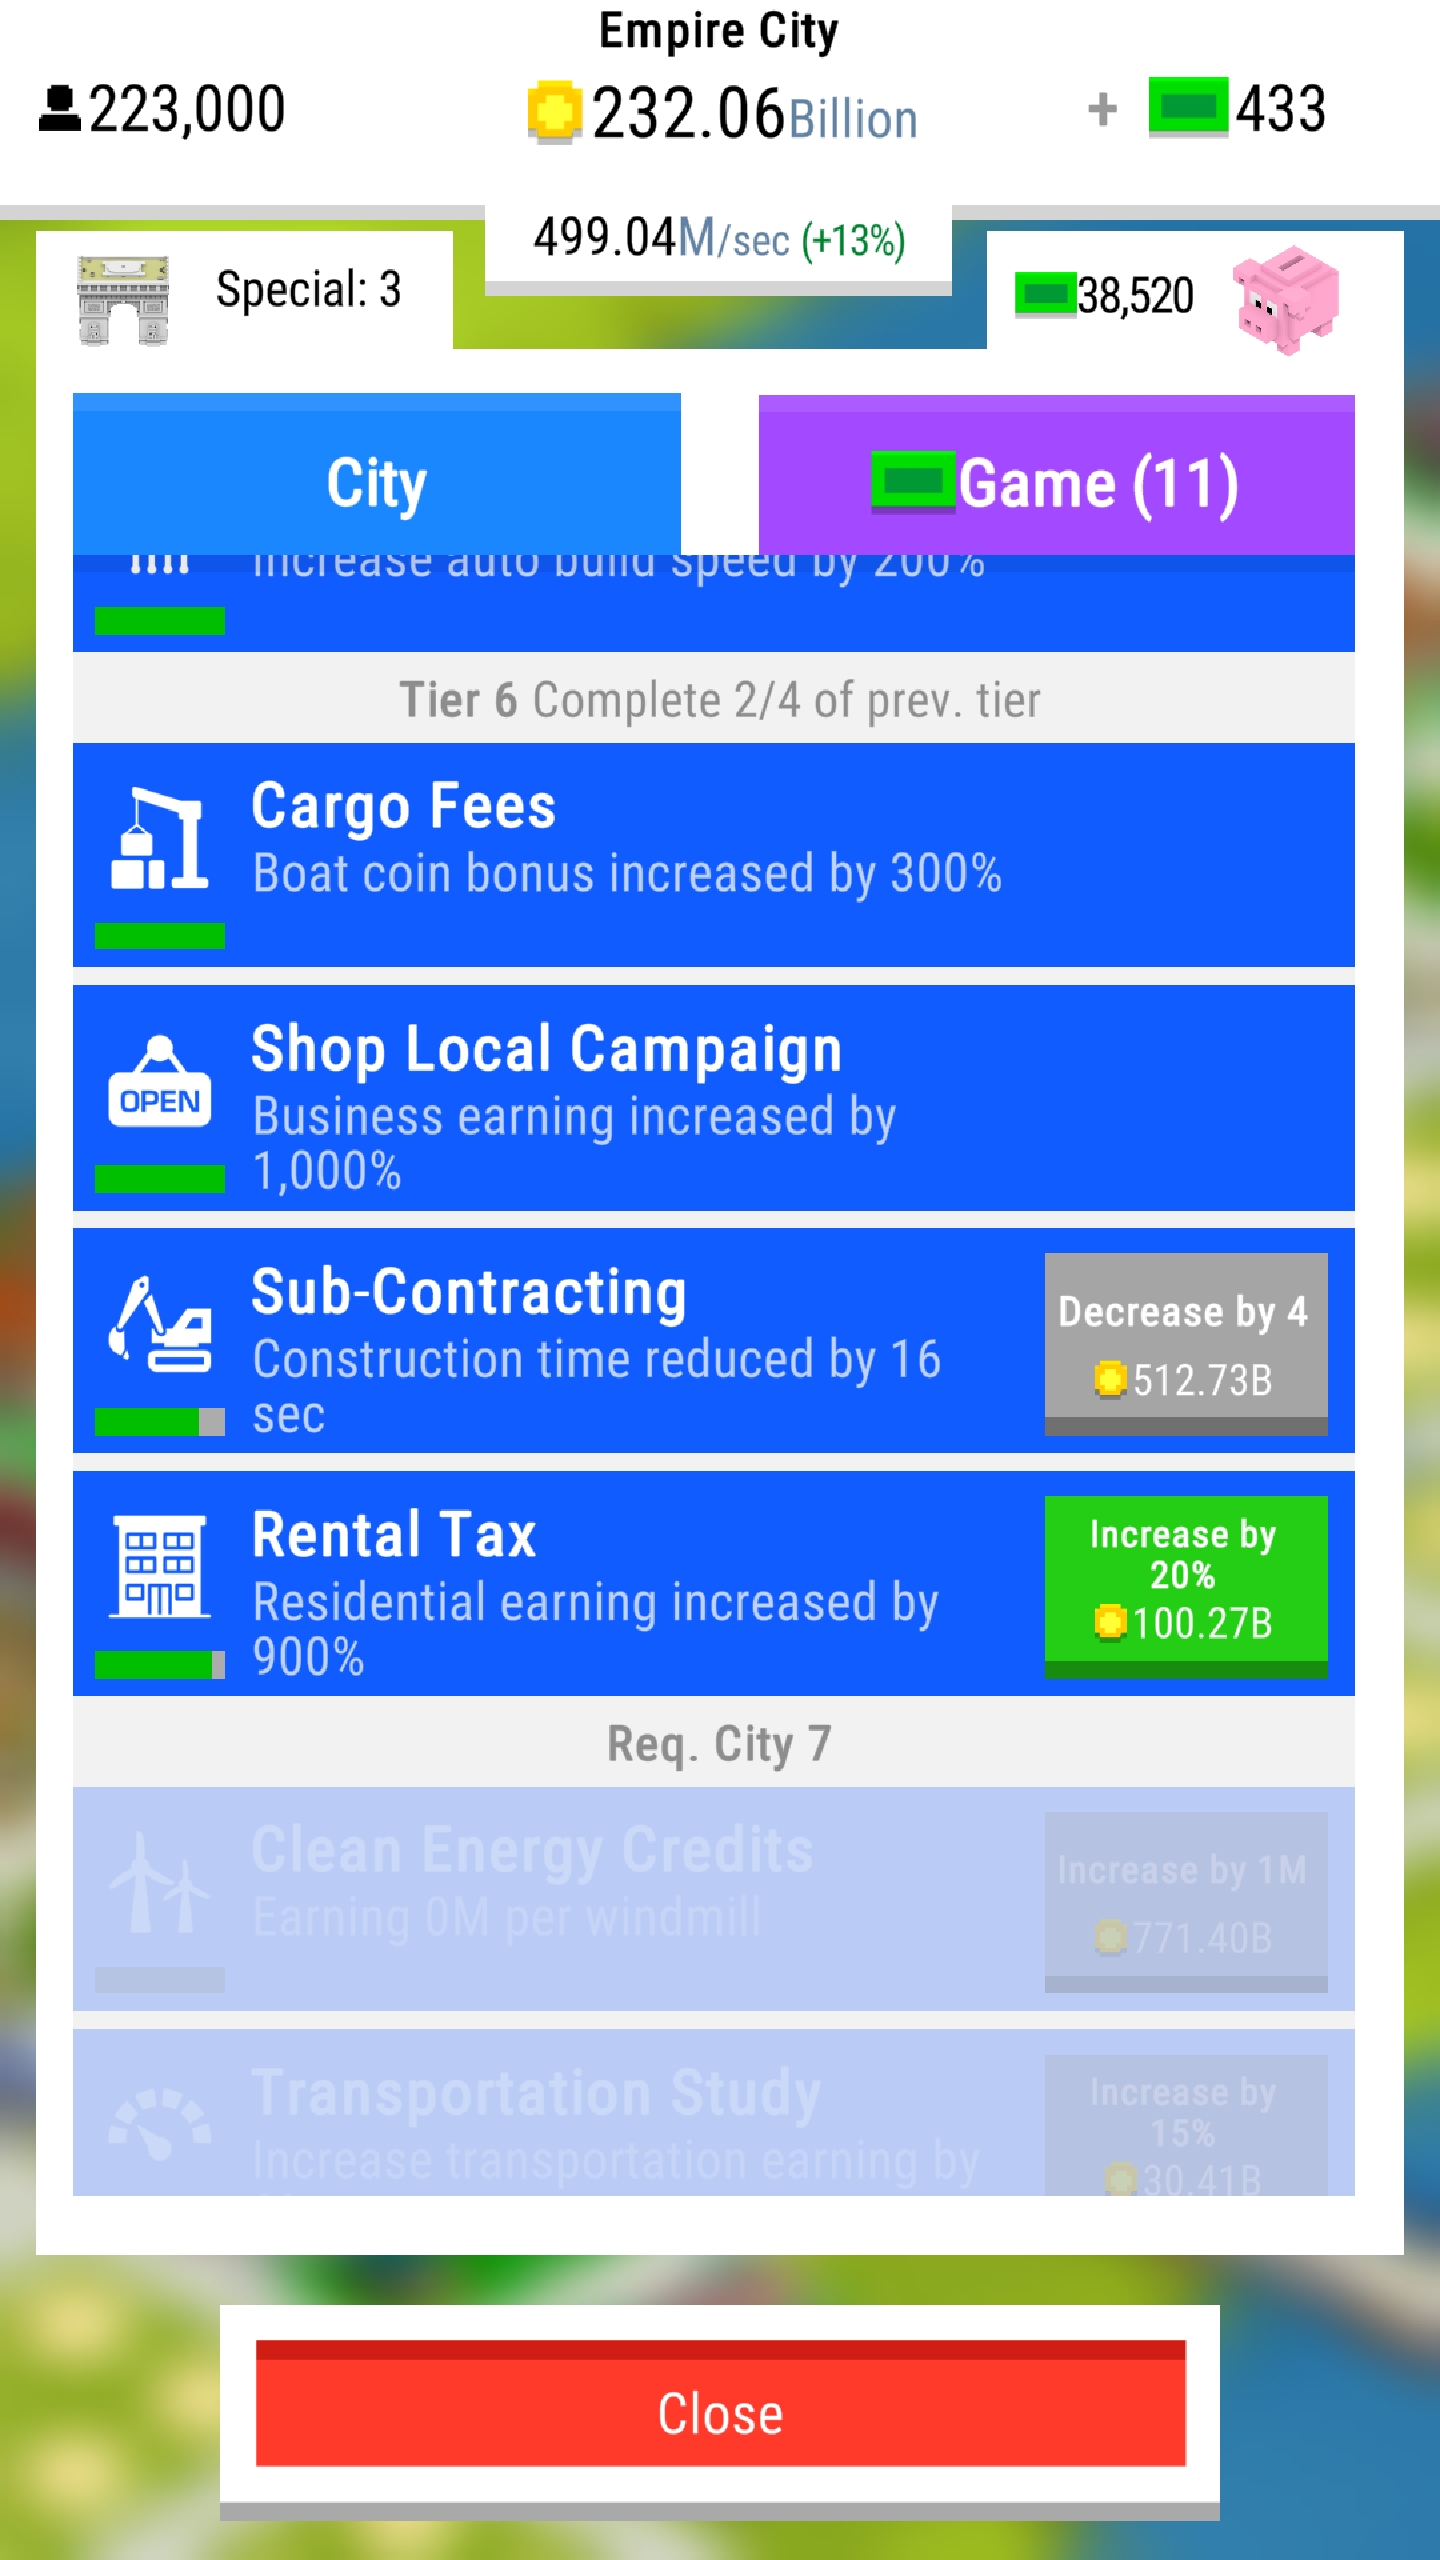 Empire City
223,000
232.06Billion
+ 433
499.04M/sec (+13%)
Special: 3
38,520
City
Game (11)
Increase auto build speed by 200%
Tier 6 Complete 2/4 of prev. tier
Cargo Fees
Boat coin bonus increased by 300%
Shop Local Campaign
OPEN
Business earning increased by
1,000%
Sub-Contracting
Construction time reduced by 16
sec
Decrease by 4
512.73B
Rental Tax
Residential earning increased by
900%
Increase by
20%
100.27B
Req. City 7
Clean Energy Credits
Earning 0M per windmill
Increase by 1M
771.40B
Transportation Study
Increase transportation earning by
Increase by
15%
30.41B
Close